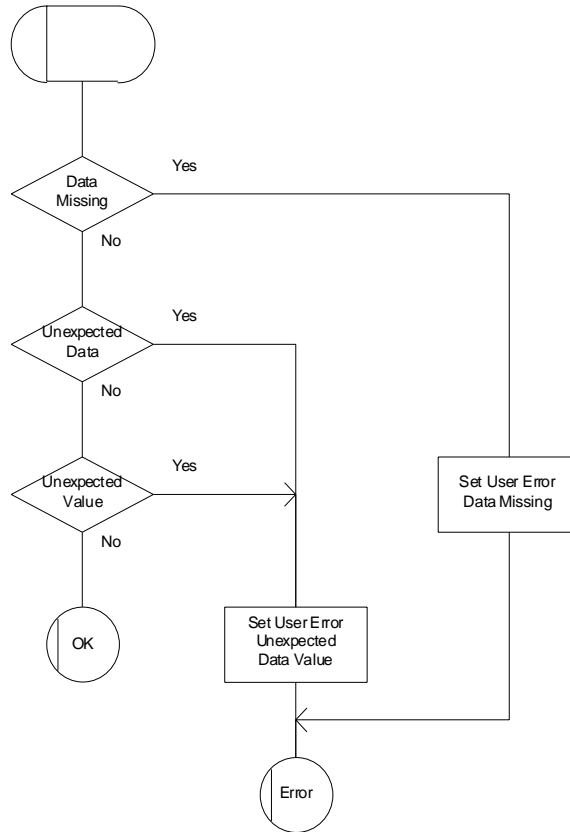 Yes
Data
Missing
No
Yes
Unexpected
Data
No
Yes
Unexpected
Value
No
Set User Error
Data Missing
OK
Set User Error
Unexpected
Data Value
Error